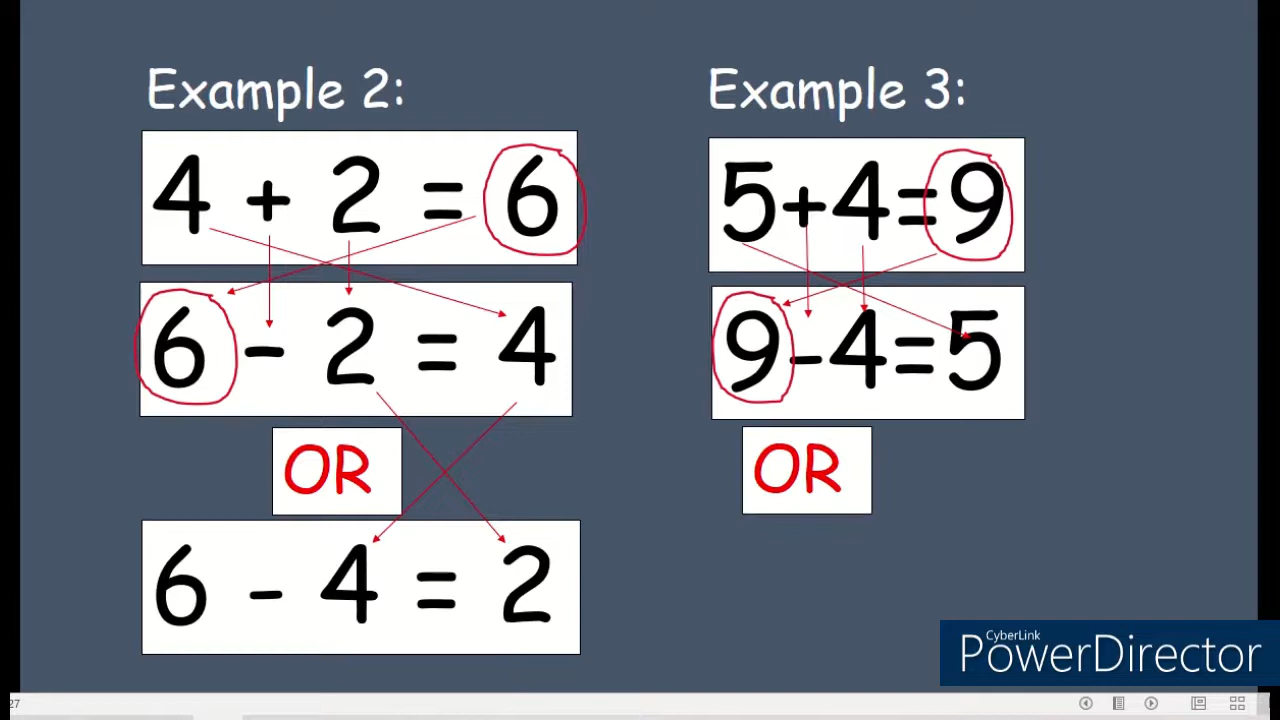 Example 2:
4 + 2 = 6
6 - 2 = 4
OR
6 - 4 = 2
Example 3:
5+4=9
9-4=5
OR
CyberLink
PowerDirector
27